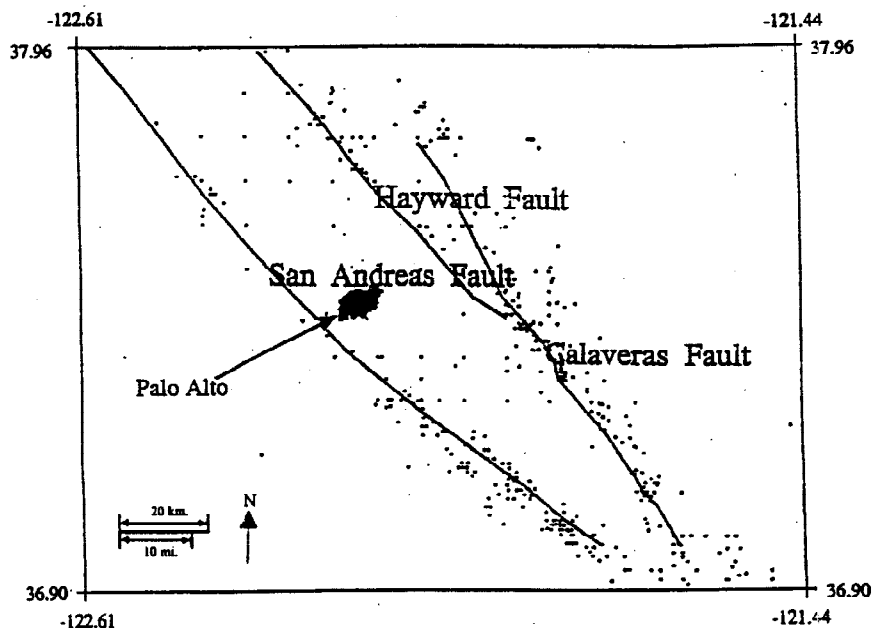 -122.61
-121.44
37.96
37.96
Hayward Fault
San Andreas Fault
Calaveras Fault
Palo Alto
20 km.
10 mi.
N
36.90
36.90
-122.61
-121.44